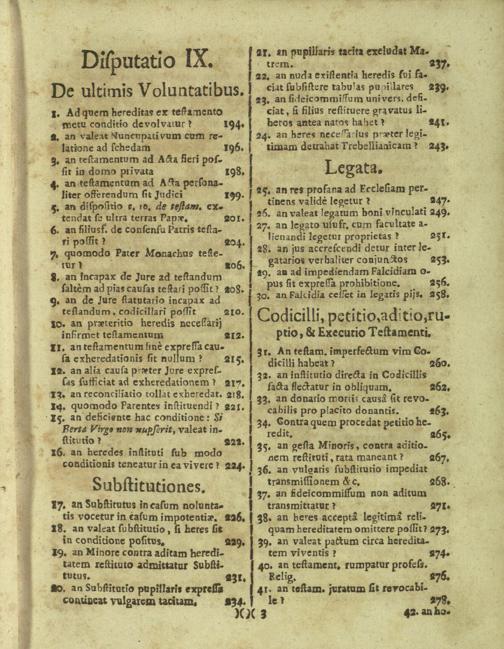 Disputatio IX.
De ultimis Voluntatibus.
1. Ad quem hereditas ex testamento
metu conditio devolvatur? 194.
2. an valeat Nuncupativum cum re-
latione ad schedam 196.
3. an testamentum ad Acta fieri pos-
sit in domo privata 198.
4. an testamentum ad Acta persona-
liter offerendum sit Judici 199.
5. an dispositio c. 10. de testam. ex-
tendat se ultra terras Papæ. 201.
6. an filiusf. de consensu Patris testa-
ri possit? 204.
7. quomodo Pater Monachus teste-
tur? 206.
8. an incapax de Jure ad testandum
saltèm ad pias causas testari possit? 208.
9. an de Jure statutario incapax ad
testandum, codicillari possit 210.
10. an præteritio heredis necessarij
infirmet testamentum 212.
11. an testamentum sine expressa cau-
sa exheredationis sit nullum? 215.
12. an alia causa præter Jure expres-
sas sufficiat ad exheredationem? 217.
13. an reconciliatio tollat exheredat. 218.
14. quomodo Parentes instituendi? 221.
15. an deficiente hac conditione: Si
Berta Virgo non nupserit, valeat in-
stitutio? 222.
16. an heredes instituti sub modo
conditionis teneatur in ea vivere? 224.
Substitutiones.
17. an Substitutus in casum nolunta-
tis vocetur in casum impotentiæ. 226.
18. an valeat substitutio, si heres sit
in conditione positus. 229.
19. an Minore contra aditam heredi-
tatem restituto admittatur Substi-
tutus. 231.
20. an Substitutio pupillaris expressa
contineat vulgarem tacitam. 234.
21. an pupillaris tacita excludat Ma-
trem. 237.
22. an nuda existentia heredis sui fa-
ciat subsistere tabulas pupillares 239.
23. an fideicommissum univers. defi-
ciat, si filius restituere gravatus li-
beros antea natos habet? 241.
24. an heres necessarius præter legi-
timam detrahat Trebellianicam? 243.
Legata.
25. an res profana ad Ecclesiam per-
tinens validè legetur? 247.
26. an valeat legatum boni vinculati 249.
27. an legato ususfr. cum facultate a-
lienandi legetur proprietas? 251.
28. an jus accrescendi detur inter le-
gatarios verbaliter conjunctos 253.
29. an ad impediendam Falcidiam o-
pus sit expressa prohibitione. 256.
30. an Falcidia cesset in legatis pijs. 258.
Codicilli, petitio, aditio, ru-
ptio, & Executio Testamenti.
31. An testam. imperfectum vim Co-
dicilli habeat? 260.
32. an institutio directa in Codicillis
facta flectatur in obliquam. 262.
33. an donatio mortis causâ sit revo-
cabilis pro placito donantis. 263.
34. Contra quem procedat petitio he-
redit. 265.
35. an gesta Minoris, contra aditio-
nem restituti, rata maneant? 267.
36. an vulgaris substitutio impediat
transmissionem &c. 268.
37. an fideicommissum non aditum
transmittatur? 271.
38. an heres acceptâ legitimâ reli-
quam hereditatem omittere possit? 273.
39. an valeat pactum circa heredita-
tem viventis? 274.
40. an testament. rumpatur profess.
Relig. 276.
41. an testam. juratum sit revocabi-
le? 278.
)()( 3 42. an ho-